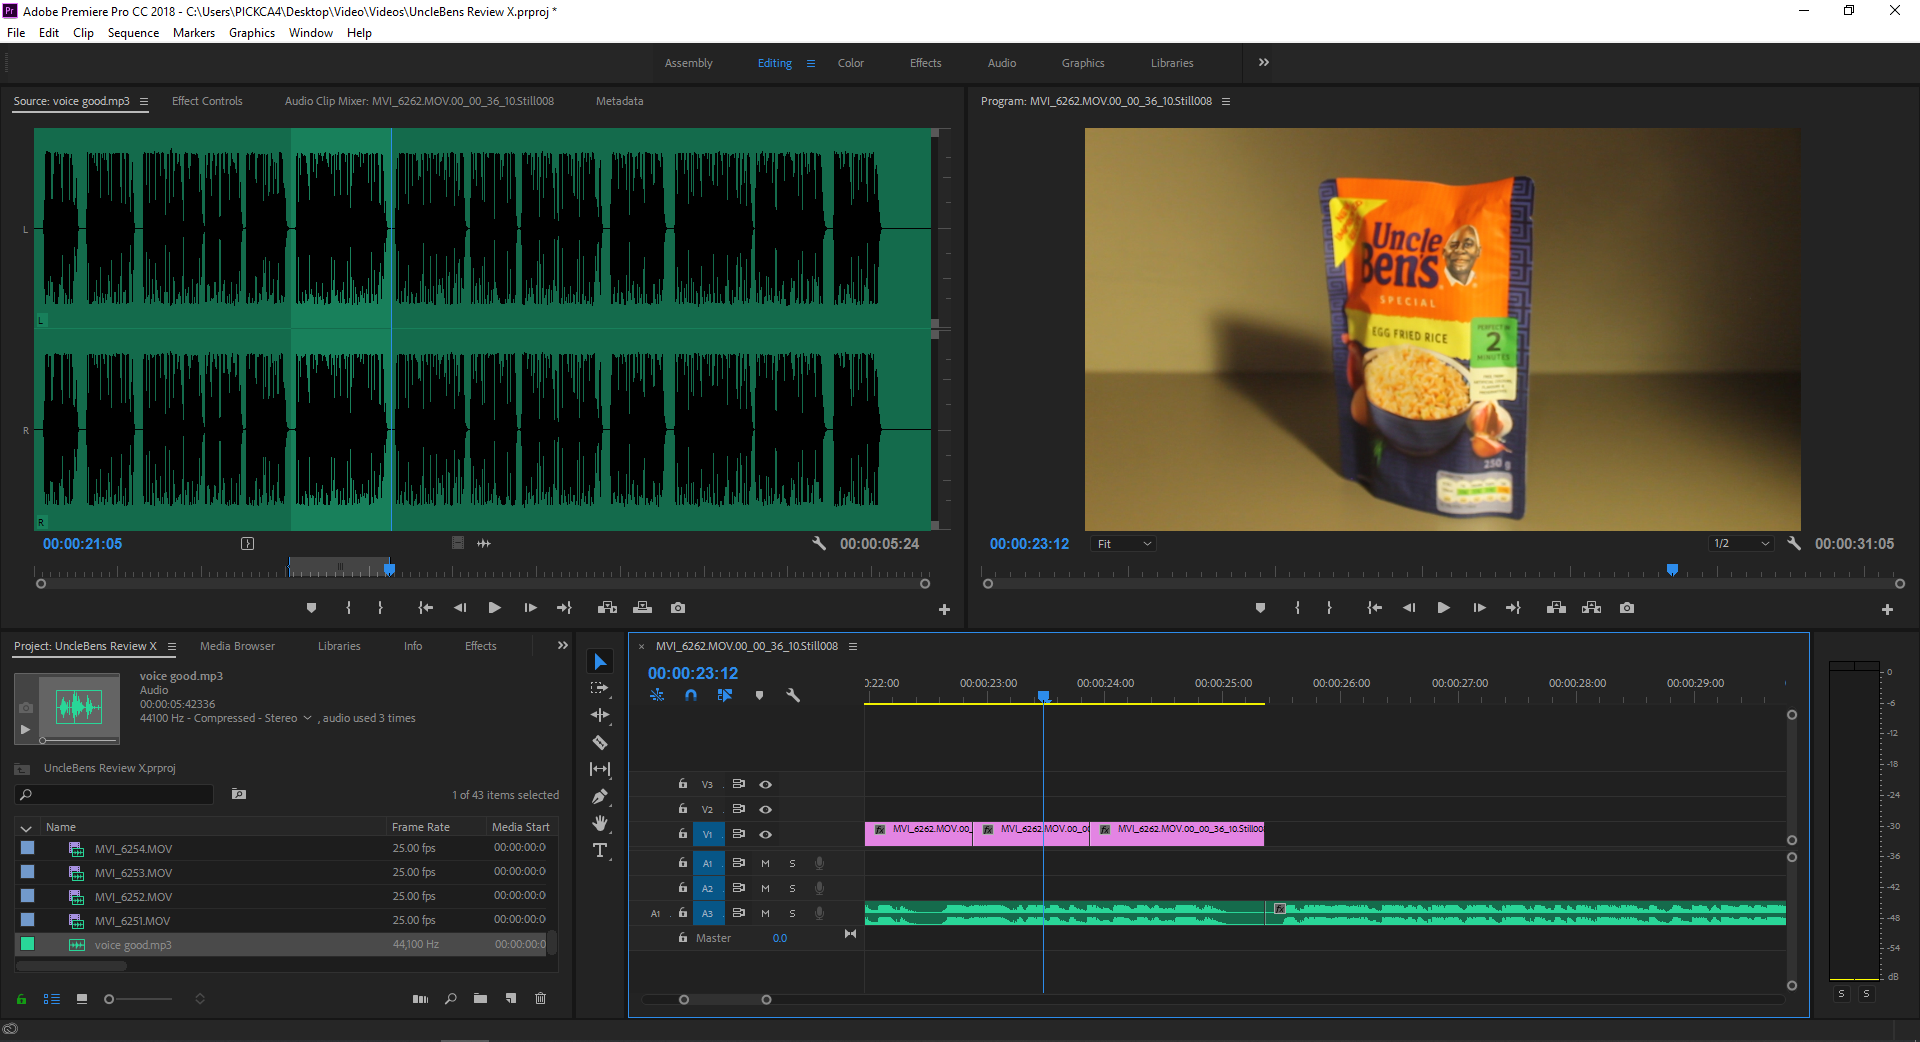 Adobe Premiere Pro CC 2018 - C:\Users\PICKCA4\Desktop\Video\Videos\UncleBens Review X.prproj *
File Edit Clip Sequence Markers Graphics Window Help
Assembly Editing Color Effects Audio Graphics Libraries
Source: voice good.mp3 Effect Controls Audio Clip Mixer: MVI_6262.MOV.00_00_36_10.Still008 Metadata
L
L
R
R
00:00:21:05 00:00:05:24
Program: MVI_6262.MOV.00_00_36_10.Still008
Uncle
Ben's
SPECIAL
EGG FRIED RICE
PERFECT IN
2
MINUTES
250 g
00:00:23:12 Fit 1/2 00:00:31:05
Project: UncleBens Review X Media Browser Libraries Info Effects
voice good.mp3
Audio
00:00:05:42336
44100 Hz - Compressed - Stereo , audio used 3 times
UncleBens Review X.prproj
1 of 43 items selected
Name Frame Rate Media Start
MVI_6254.MOV 25.00 fps 00:00:00:0
MVI_6253.MOV 25.00 fps 00:00:00:0
MVI_6252.MOV 25.00 fps 00:00:00:0
MVI_6251.MOV 25.00 fps 00:00:00:0
voice good.mp3 44,100 Hz 00:00:00:0
T
× MVI_6262.MOV.00_00_36_10.Still008
00:00:23:12
0:22:00 00:00:23:00 00:00:24:00 00:00:25:00 00:00:26:00 00:00:27:00 00:00:28:00 00:00:29:00
V3
V2
V1 fx MVI_6262.MOV.00_ fx MVI_6262.MOV.00_00 fx MVI_6262.MOV.00_00_36_10.Still00
A1 M S
A2 M S
A1 A3 M S fx
Master 0.0
0
-6
-12
-18
-24
-30
-36
-42
-48
-54
dB
S S